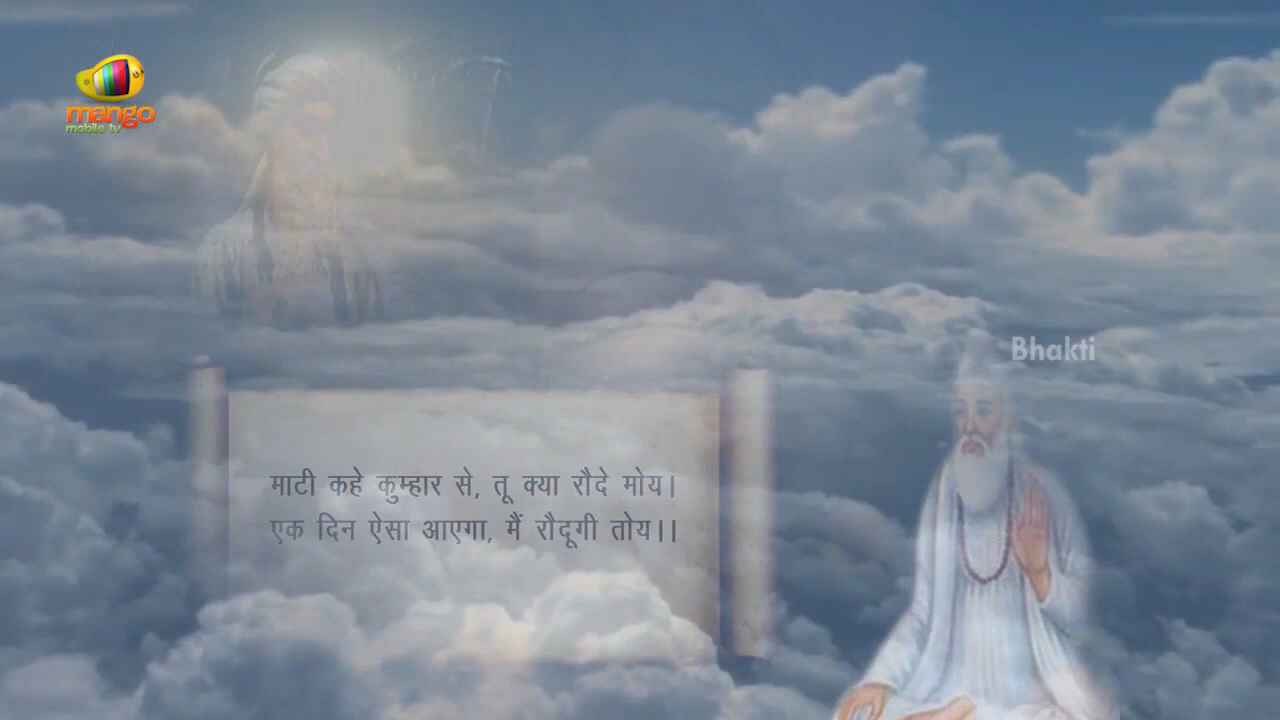 mango
mobile tv
Bhakti
माटी कहे कुम्हार से, तू क्या रौदे मोय।
एक दिन ऐसा आएगा, मैं रौदूगी तोय।।